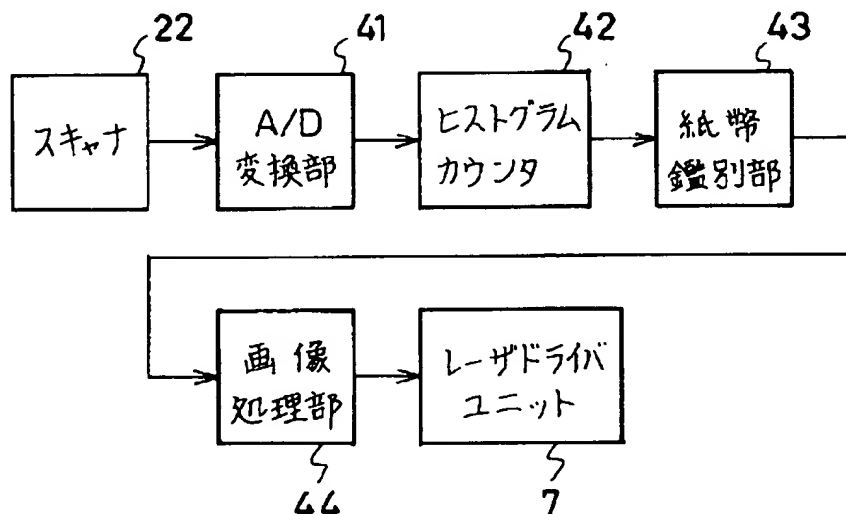 22
41
42
43
スキャナ
A/D
変換部
ヒストグラム
カウンタ
紙幣
鑑別部
画像
処理部
レーザドライバ
ユニット
44
7